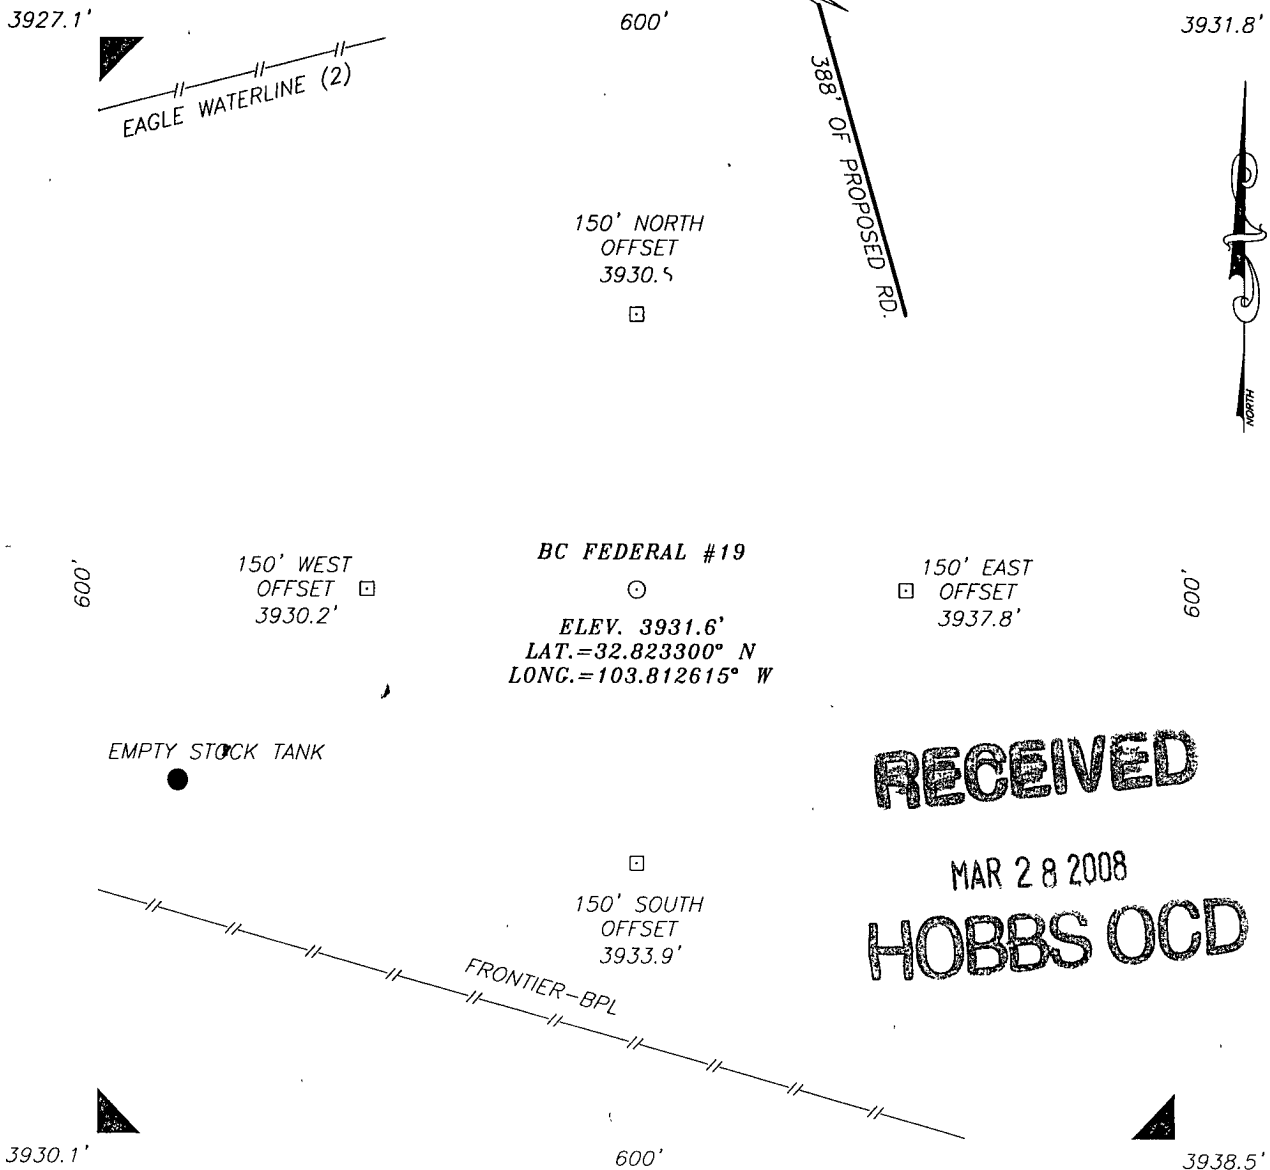 3927.1'
600'
3931.8'
EAGLE WATERLINE (2)
388' OF PROPOSED RD.
150' NORTH
OFFSET
NORTH
600'
150' WEST
OFFSET
3930.2'
BC FEDERAL #19
ELEV. 3931.6'
LAT.=32.823300° N
LONG.=103.812615° W
150' EAST
OFFSET
3937.8'
600'
EMPTY STOCK TANK
RECEIVED
MAR 28 2008
HOBBS OCD
150' SOUTH
OFFSET
3933.9'
FRONTIER-BPL
3930.1'
600'
3938.5'